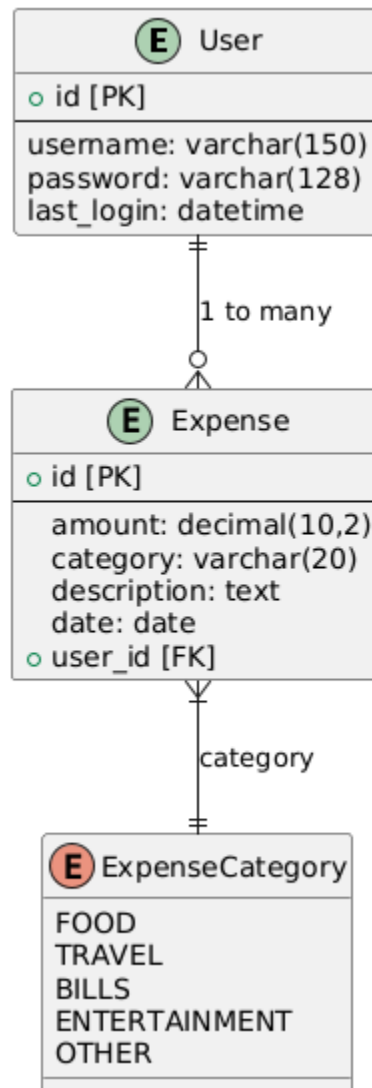 E User
id [PK]
username: varchar(150)
password: varchar(128)
last_login: datetime
1 to many
E Expense
id [PK]
amount: decimal(10,2)
category: varchar(20)
description: text
date: date
user_id [FK]
category
E ExpenseCategory
FOOD
TRAVEL
BILLS
ENTERTAINMENT
OTHER